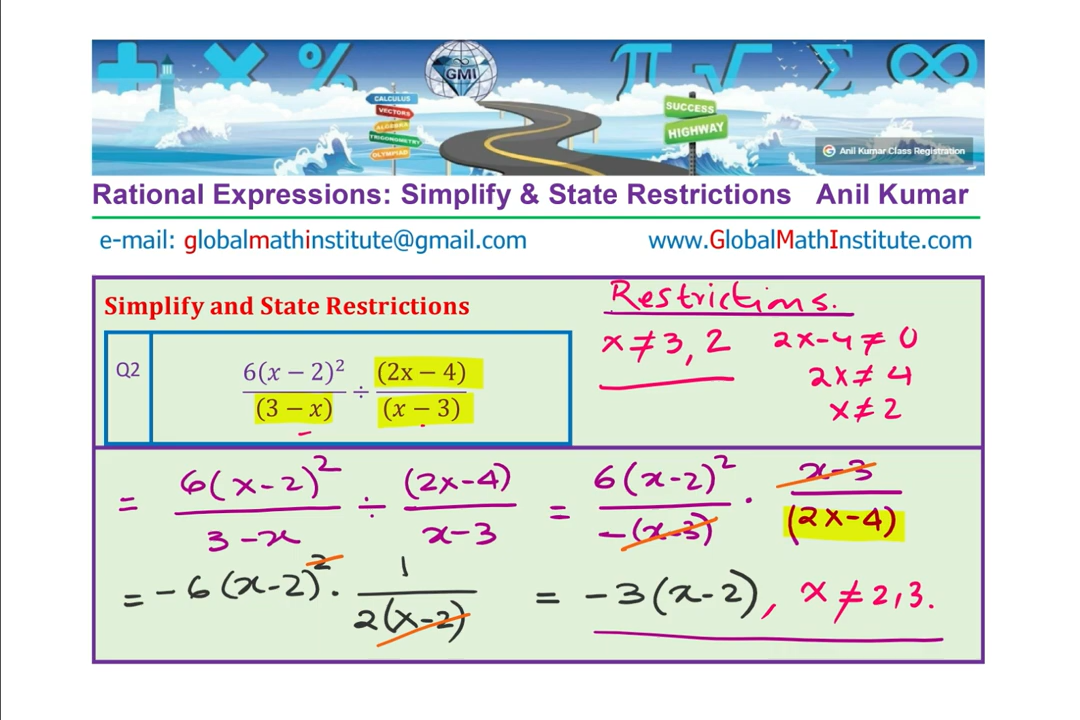 + × % GMI π √ Σ ∞
CALCULUS
VECTORS
ALGEBRA
TRIGONOMETRY
OLYMPIAD
SUCCESS
HIGHWAY
G Anil Kumar Class Registration
Rational Expressions: Simplify & State Restrictions Anil Kumar
e-mail: globalmathinstitute@gmail.com www.GlobalMathInstitute.com
Simplify and State Restrictions
Q2 6(x − 2)²/(3 − x) ÷ (2x − 4)/(x − 3)
Restrictions.
x ≠ 3, 2 2x-4 ≠ 0
2x ≠ 4
x ≠ 2
= 6(x-2)²/3-x ÷ (2x-4)/x-3 = 6(x-2)²/-(x-3) · x-3/(2x-4)
= -6(x-2)² · 1/2(x-2) = -3(x-2), x ≠ 2,3.